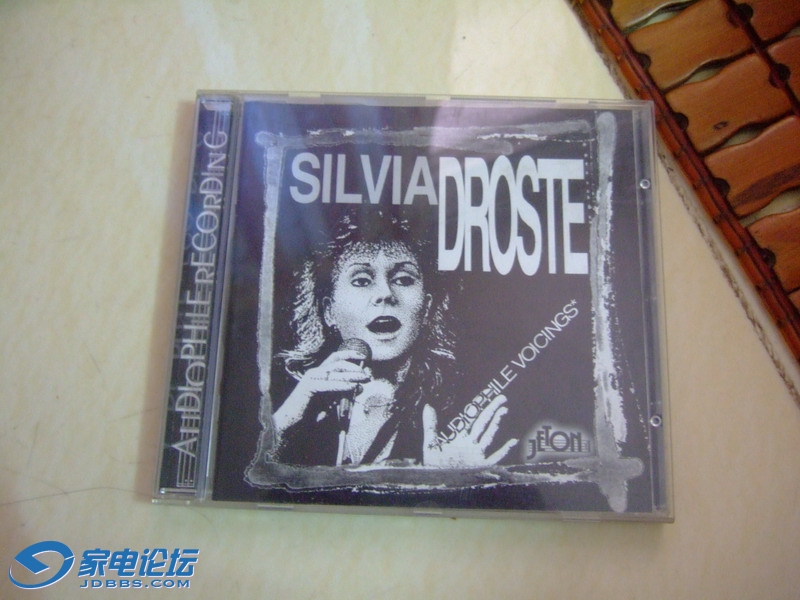 AUDIOPHILE RECORDING
SILVIA DROSTE
"AUDIOPHILE VOICINGS"
JETON
家电论坛
JDBBS.COM